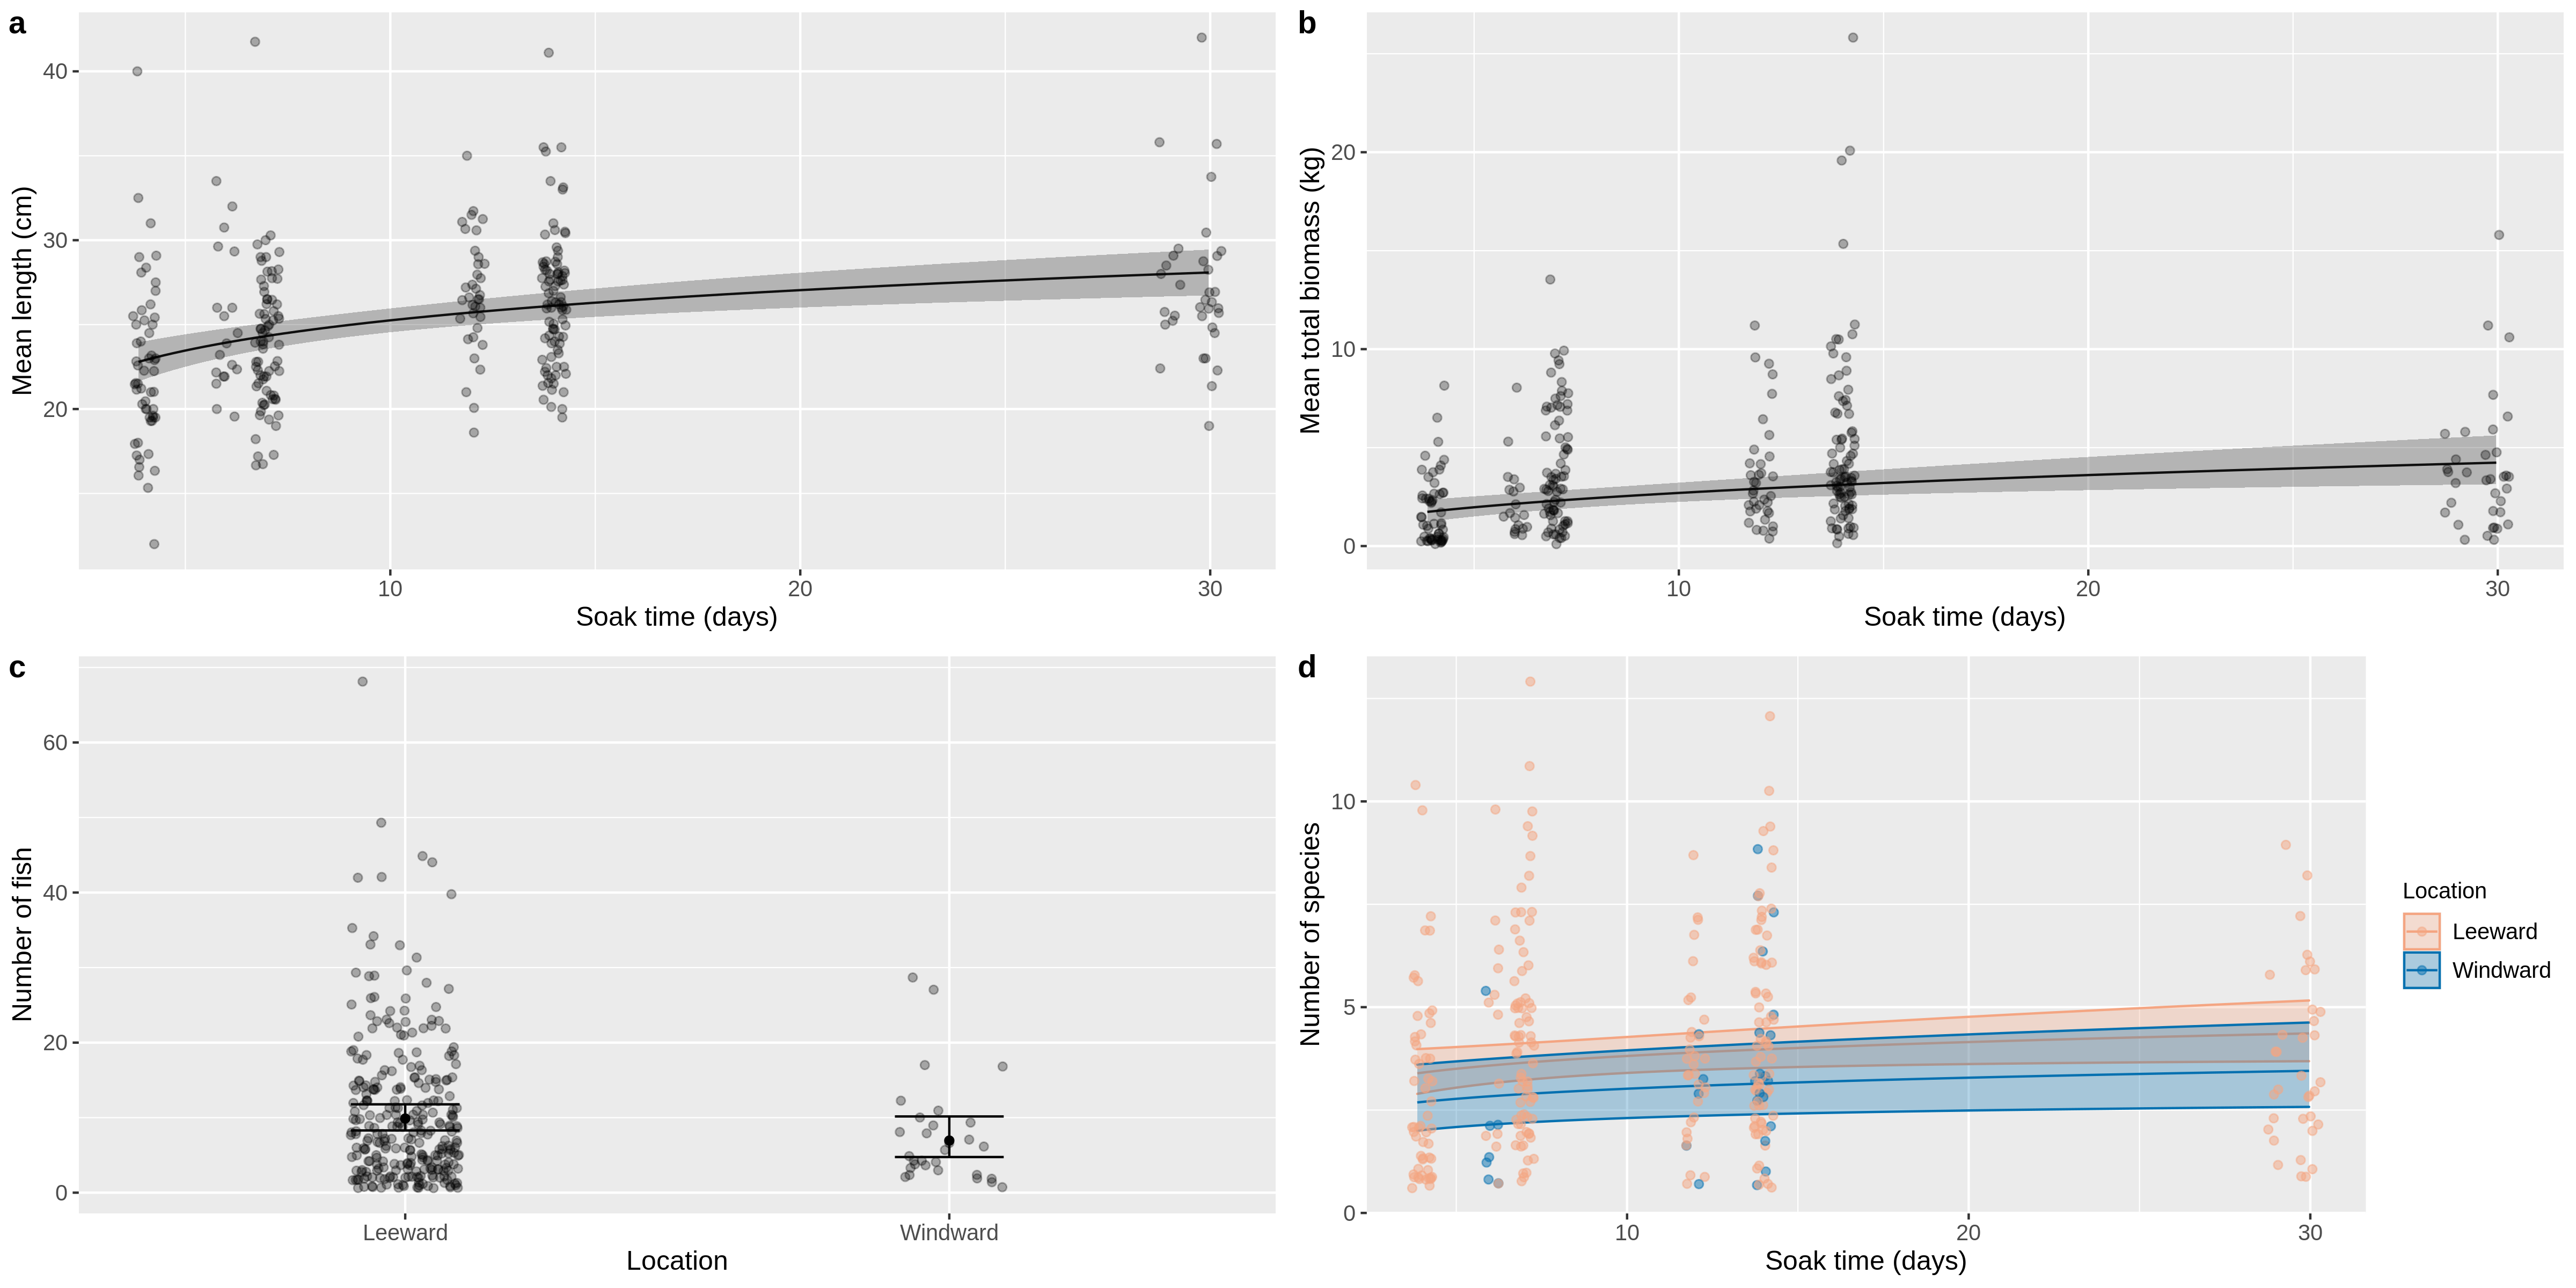 a
Mean length (cm)
40
30
20
10
20
30
Soak time (days)
b
Mean total biomass (kg)
20
10
0
10
20
30
Soak time (days)
c
Number of fish
60
40
20
0
Leeward
Windward
Location
d
Number of species
10
5
0
10
20
30
Soak time (days)
Location
Leeward
Windward